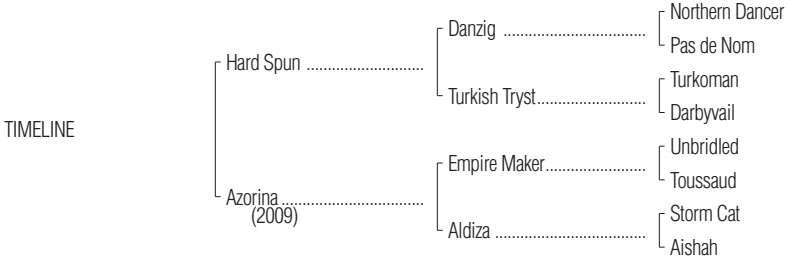 Northern Dancer
Danzig ..................................
Pas de Nom
Hard Spun ............................
Turkoman
Turkish Tryst..........................
Darbyvail
TIMELINE
Unbridled
Empire Maker........................
Toussaud
Azorina ..................................
(2009)
Storm Cat
Aldiza ....................................
Aishah